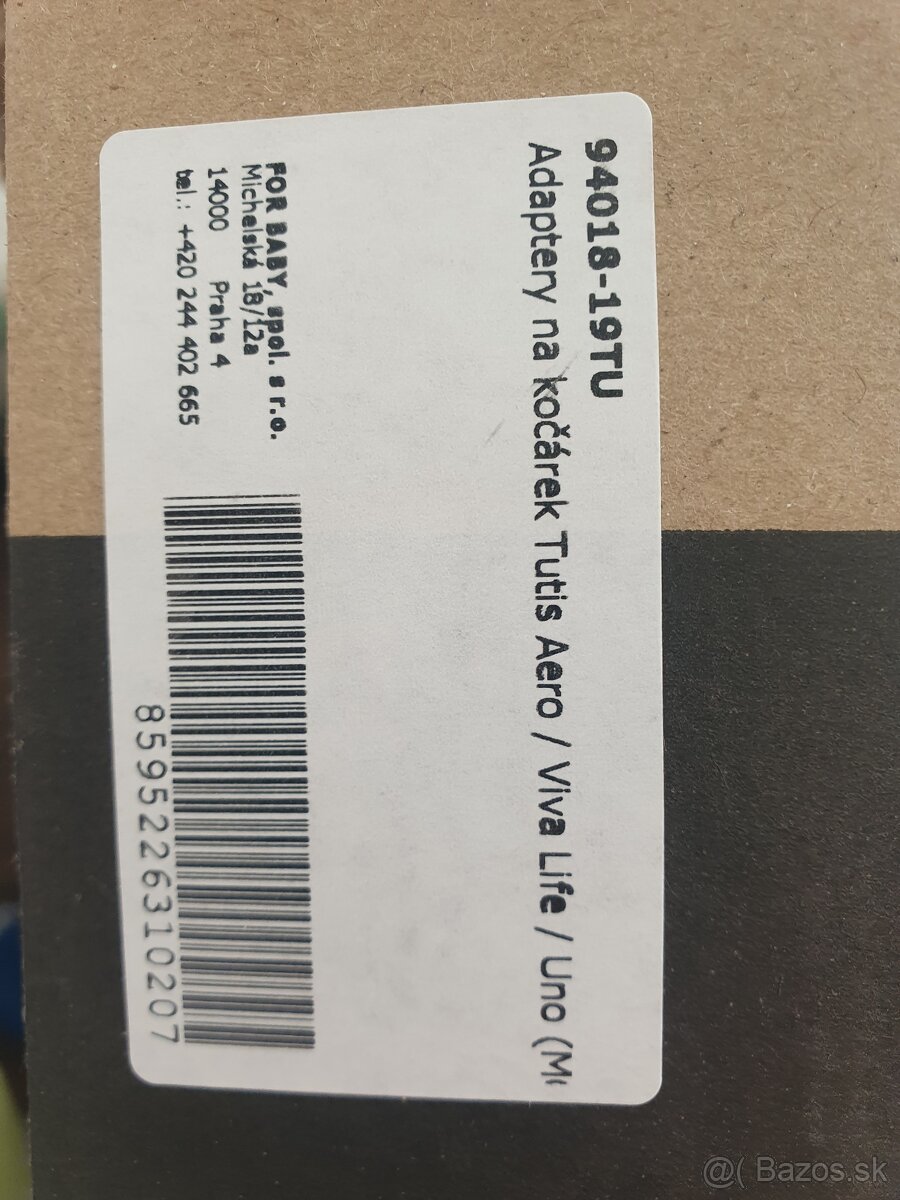 94018-19TU
Adaptery na kočárek Tutis Aero / Viva Life / Uno (M
FOR BABY, spol. s r.o.
Michelská 18/12a
14000 Praha 4
tel.: +420 244 402 665
8595226310207
@( Bazos.sk